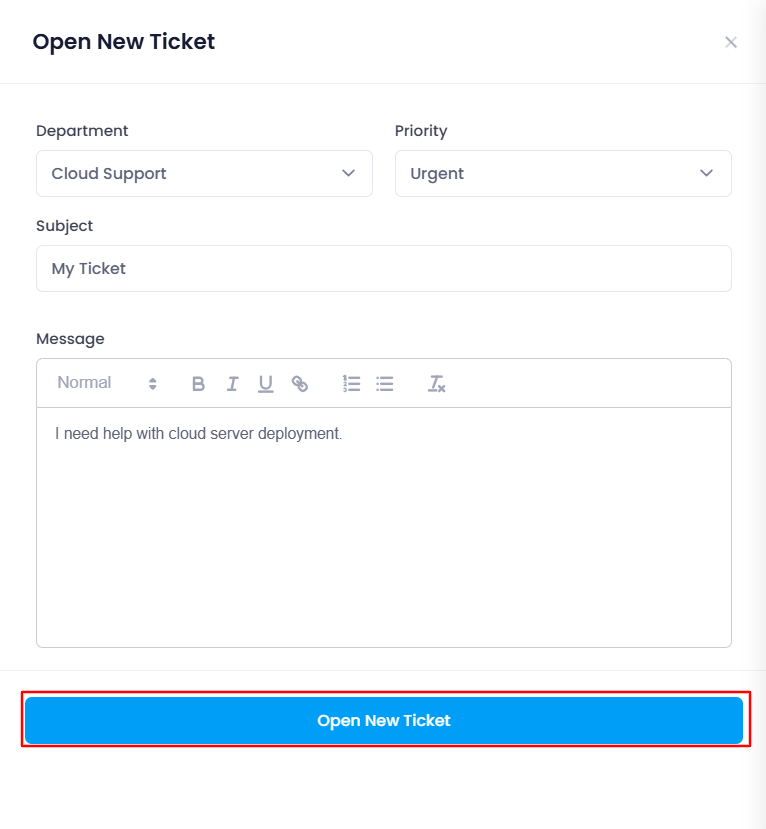 Open New Ticket
Department
Priority
Cloud Support
Urgent
Subject
My Ticket
Message
Normal
I need help with cloud server deployment.
Open New Ticket